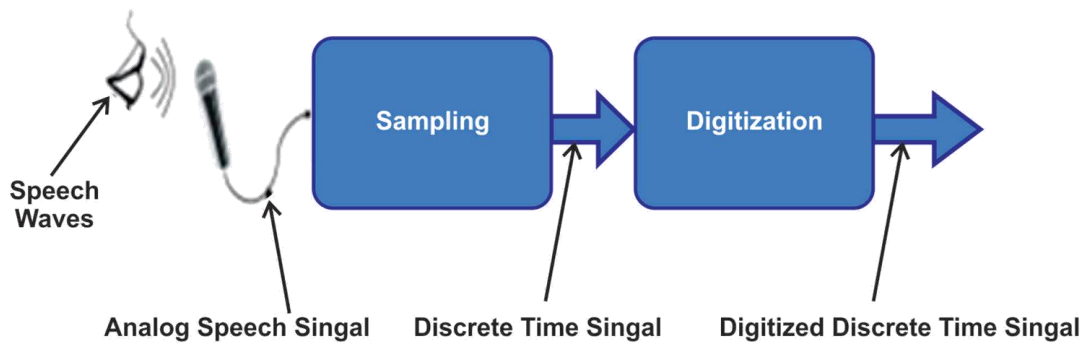 Sampling
Digitization
Speech
Waves
Analog Speech Singal
Discrete Time Singal
Digitized Discrete Time Singal